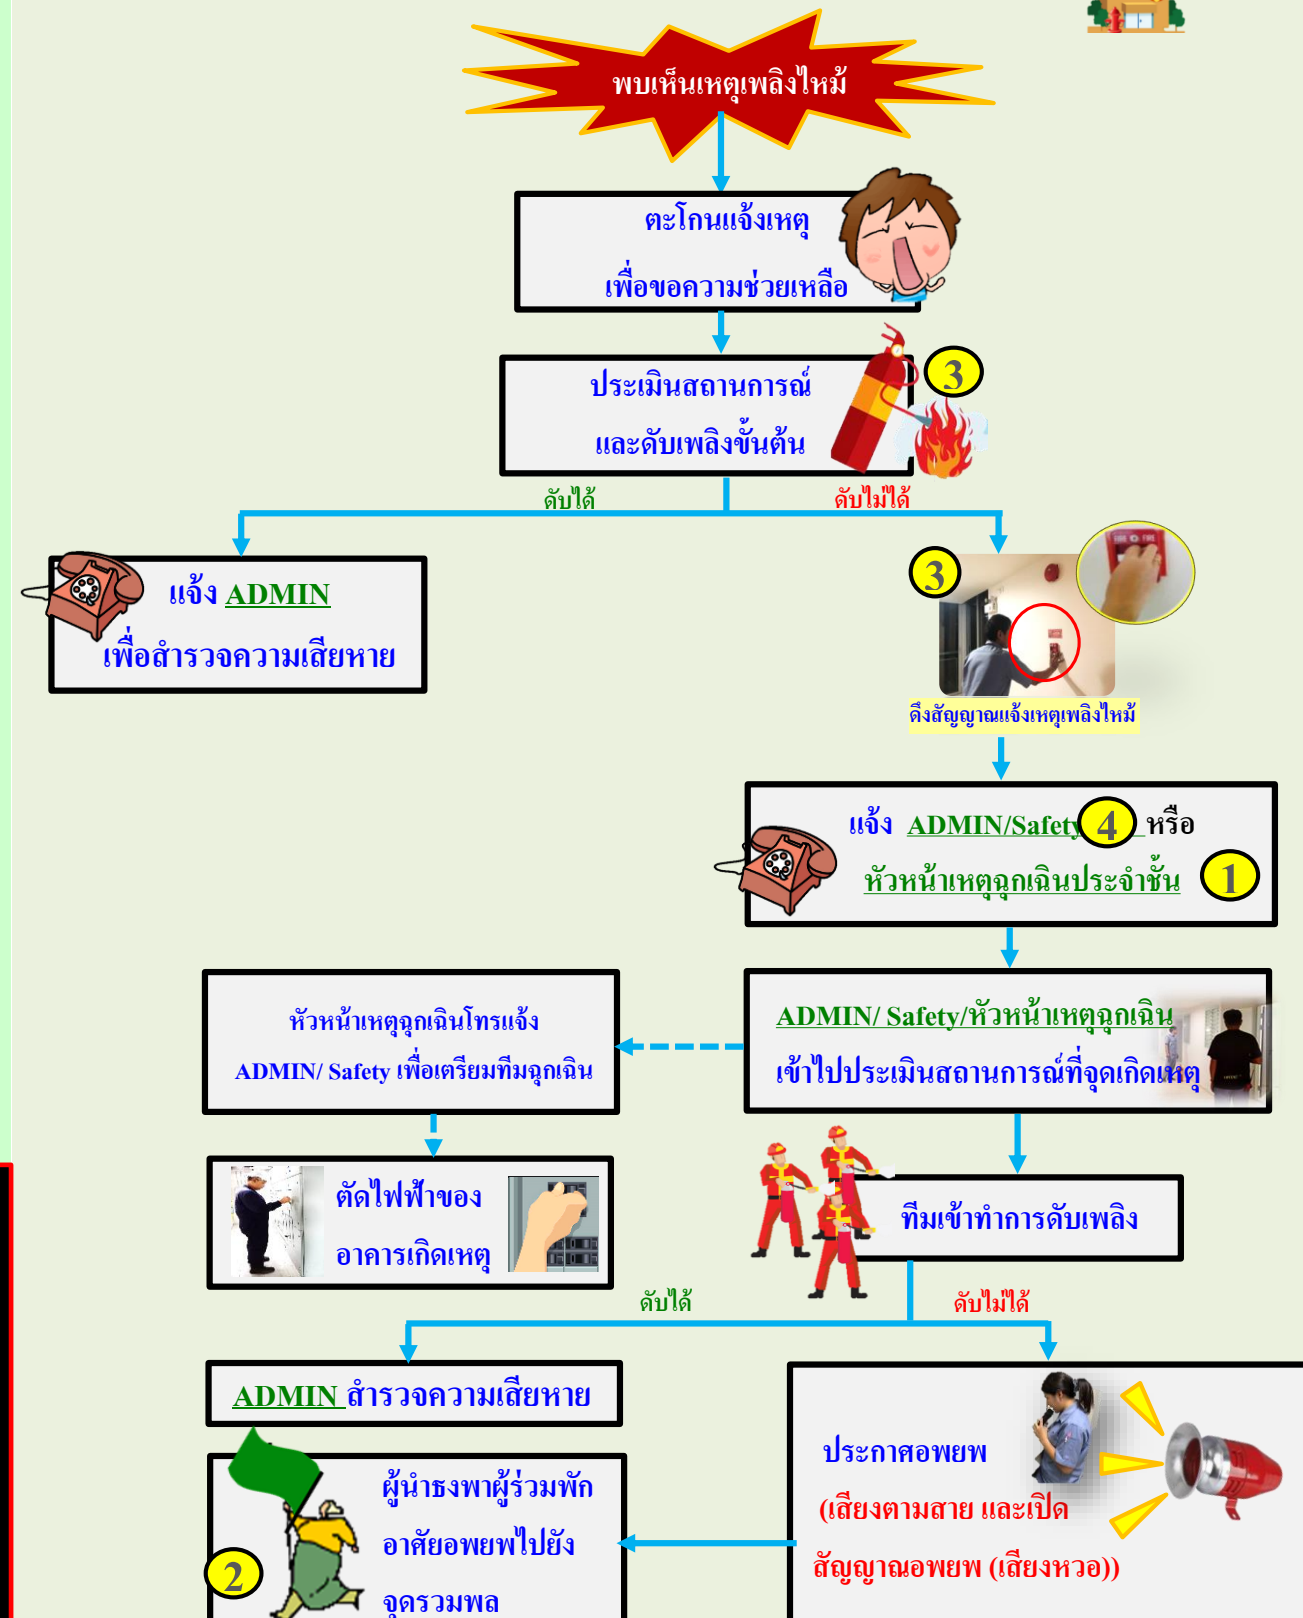 พบเห็นเหตุเพลิงไหม้
ตะโกนแจ้งเหตุ
เพื่อขอความช่วยเหลือ
ประเมินสถานการณ์
และดับเพลิงขั้นต้น
3
ดับได้
ดับไม่ได้
แจ้ง ADMIN
เพื่อสำรวจความเสียหาย
3
FIRE FIRE
ดึงสัญญาณแจ้งเหตุเพลิงไหม้
แจ้ง ADMIN/Safety 4 หรือ
หัวหน้าเหตุฉุกเฉินประจำชั้น 1
ADMIN/ Safety/หัวหน้าเหตุฉุกเฉิน
เข้าไปประเมินสถานการณ์ที่จุดเกิดเหตุ
หัวหน้าเหตุฉุกเฉินโทรแจ้ง
ADMIN/ Safety เพื่อเตรียมทีมฉุกเฉิน
ตัดไฟฟ้าของ
อาคารเกิดเหตุ
ทีมเข้าทำการดับเพลิง
ดับได้
ดับไม่ได้
ADMIN สำรวจความเสียหาย
ประกาศอพยพ
(เสียงตามสาย และเปิด
สัญญาณอพยพ (เสียงหวอ))
ผู้นำธงพาผู้ร่วมพัก
อาศัยอพยพไปยัง
จุดรวมพล
2